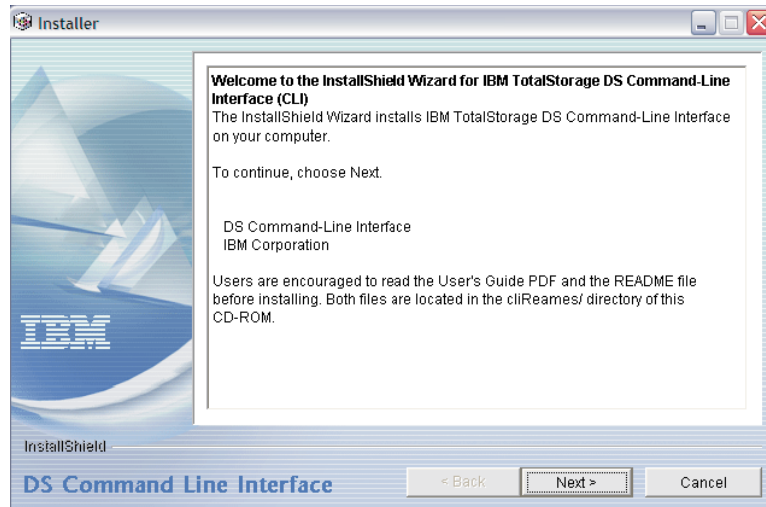 Installer
Welcome to the InstallShield Wizard for IBM TotalStorage DS Command-Line
Interface (CLI)
The InstallShield Wizard installs IBM TotalStorage DS Command-Line Interface
on your computer.
To continue, choose Next.
DS Command-Line Interface
IBM Corporation
Users are encouraged to read the User's Guide PDF and the README file
before installing. Both files are located in the cliReames/ directory of this
CD-ROM.
IBM
InstallShield
DS Command Line Interface
< Back
Next >
Cancel